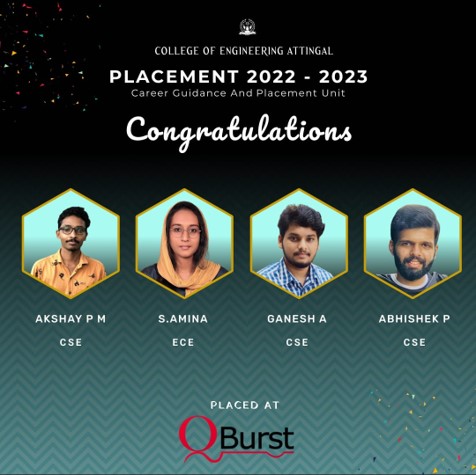 COLLEGE OF ENGINEERING ATTINGAL
PLACEMENT 2022 - 2023
Career Guidance And Placement Unit
Congratulations
AKSHAY P M
CSE
S.AMINA
ECE
GANESH A
CSE
ABHISHEK P
CSE
PLACED AT
QBurst